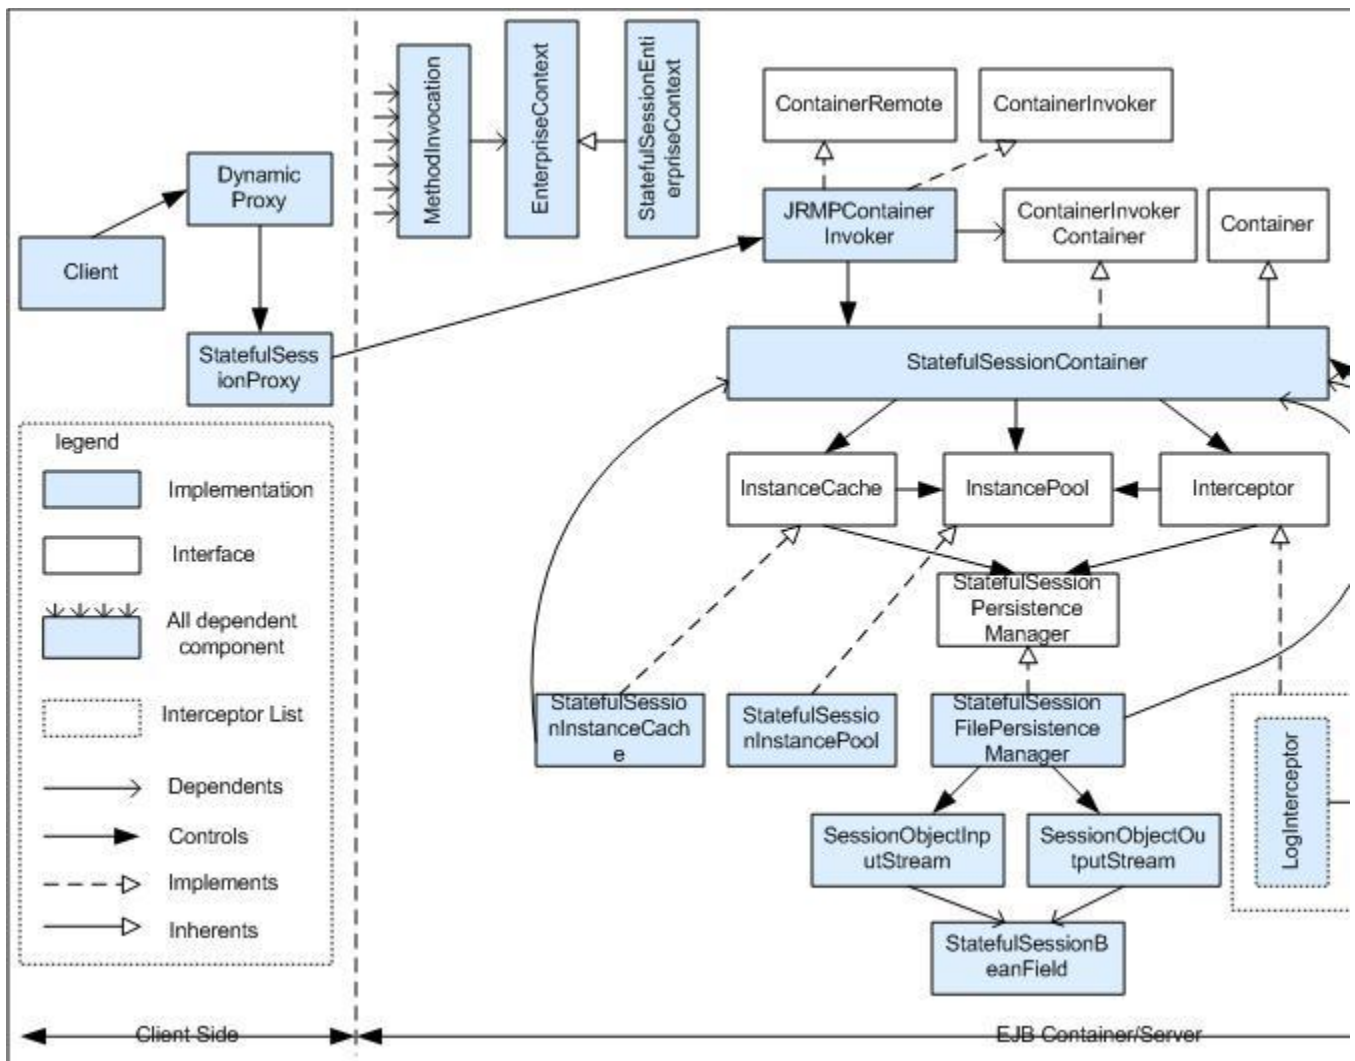 MethodInvocation
EnterpriseContext
StatefulSessionEnti
erpriseContext
ContainerRemote
ContainerInvoker
Dynamic
Proxy
JRMPContainer
Invoker
ContainerInvoker
Container
Container
Client
StatefulSess
ionProxy
StatefulSessionContainer
legend
Implementation
Interface
All dependent
component
Interceptor List
Dependents
Controls
Implements
Inherents
InstanceCache
InstancePool
Interceptor
StatefulSession
Persistence
Manager
StatefulSessio
nInstanceCach
e
StatefulSessio
nInstancePool
StatefulSession
FilePersistence
Manager
LogInterceptor
SessionObjectInp
utStream
SessionObjectOu
tputStream
StatefulSessionB
eanField
Client Side
EJB Container/Server